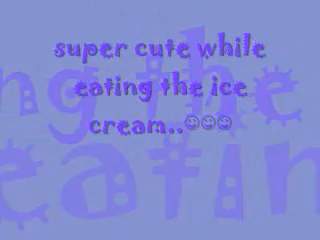 super cute while
eating the ice
cream..☺☺☺
ng the
eatin